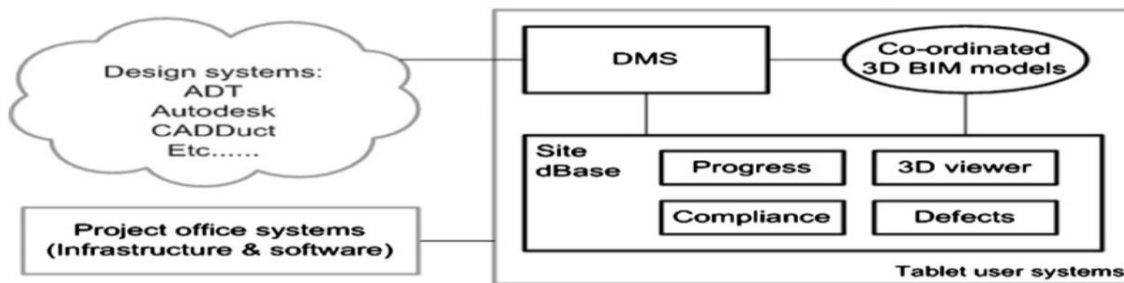 Design systems:
ADT
Autodesk
CADDuct
Etc......
Project office systems
(Infrastructure & software)
DMS
Co-ordinated
3D BIM models
Site
dBase
Progress
3D viewer
Compliance
Defects
Tablet user systems